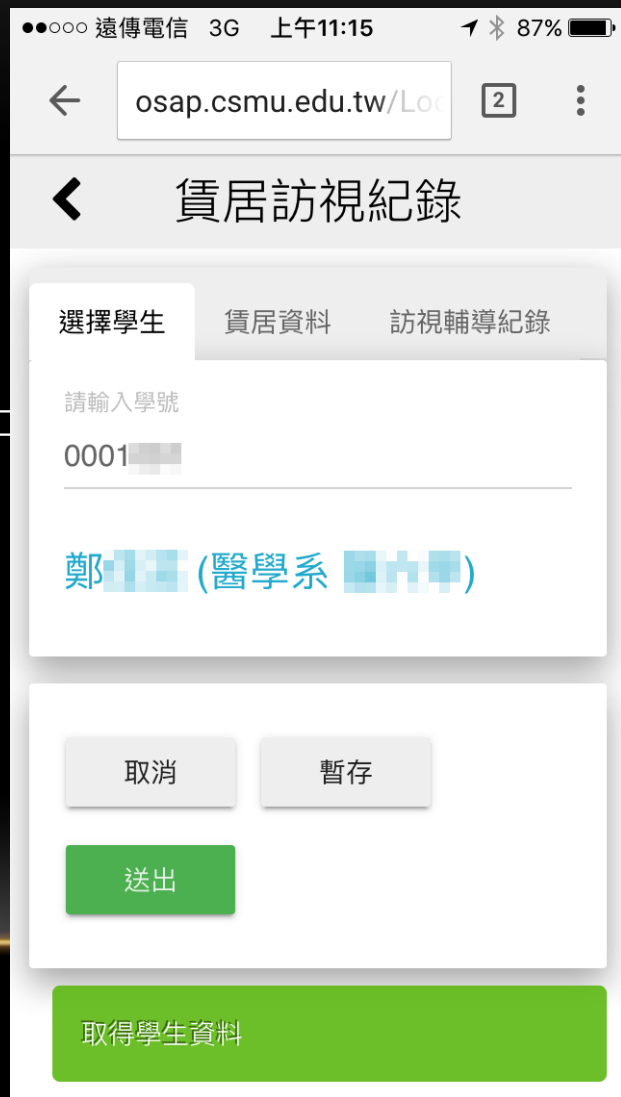 遠傳電信 3G 上午11:15 87%
osap.csmu.edu.tw/Loc
2
賃居訪視紀錄
選擇學生 賃居資料 訪視輔導紀錄
請輸入學號
0001
鄭 (醫學系 )
取消 暫存
送出
取得學生資料